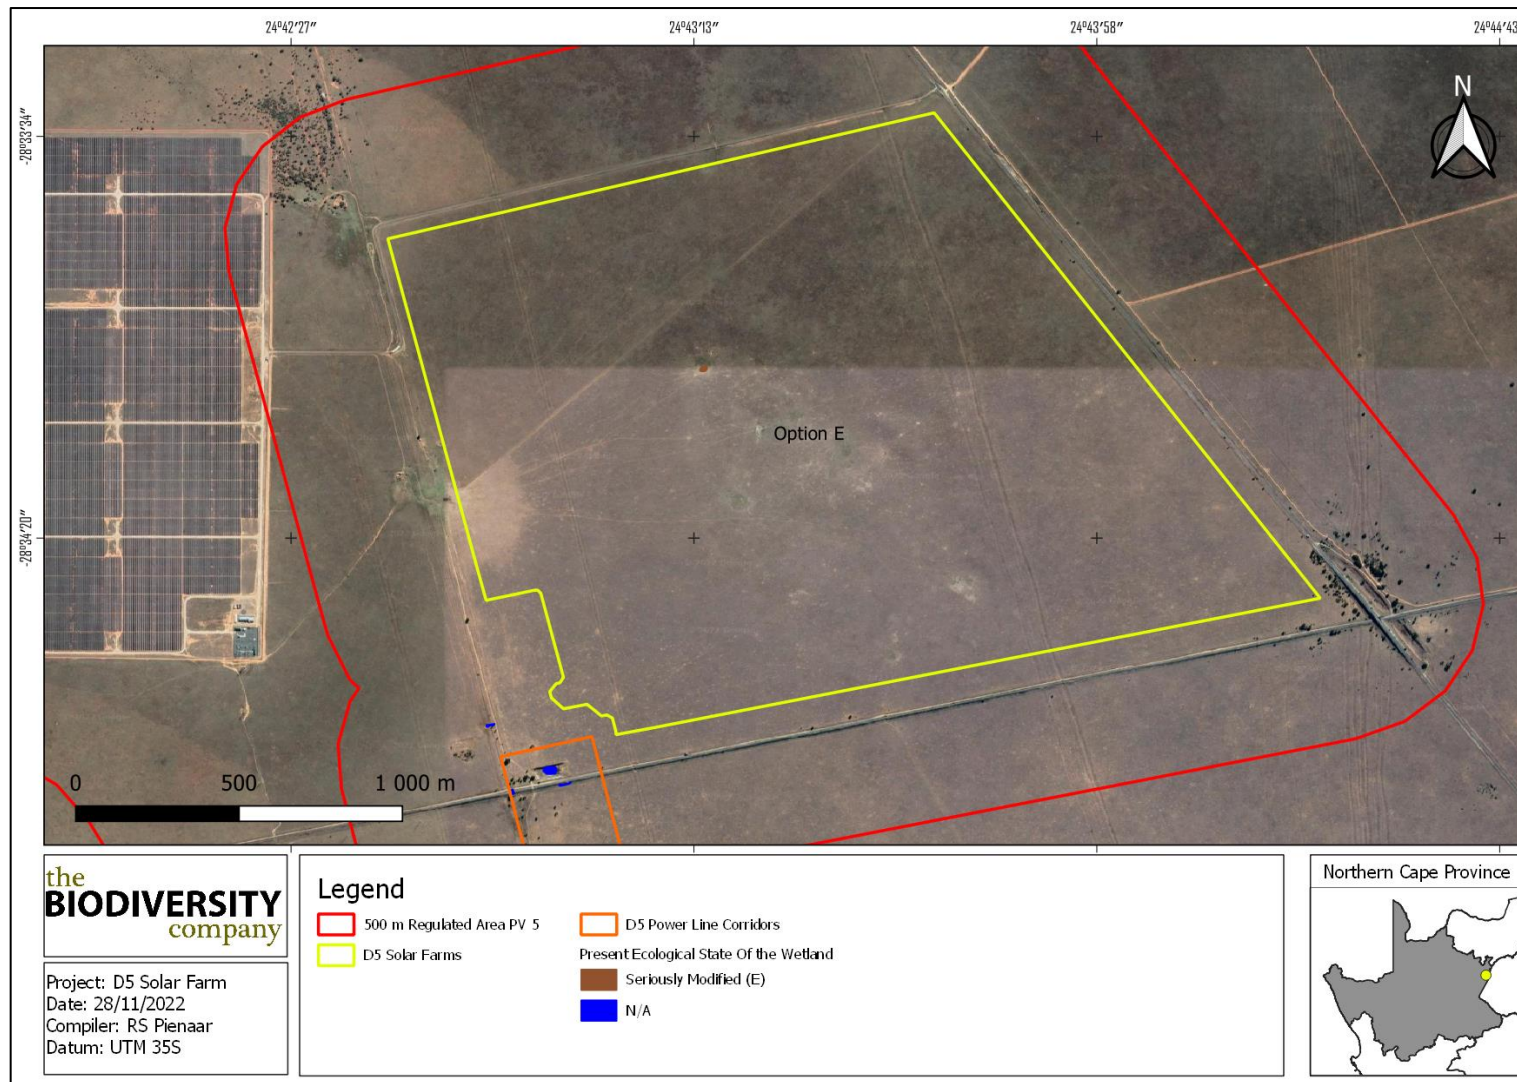 24°42'27"
24°43'13"
24°43'58"
24°44'43
-28°33'34"
-28°34'20"
N
Option E
0 500 1 000 m
the
BIODIVERSITY
company
Project: D5 Solar Farm
Date: 28/11/2022
Compiler: RS Pienaar
Datum: UTM 35S
Legend
500 m Regulated Area PV 5
D5 Solar Farms
D5 Power Line Corridors
Present Ecological State Of the Wetland
Seriously Modified (E)
N/A
Northern Cape Province